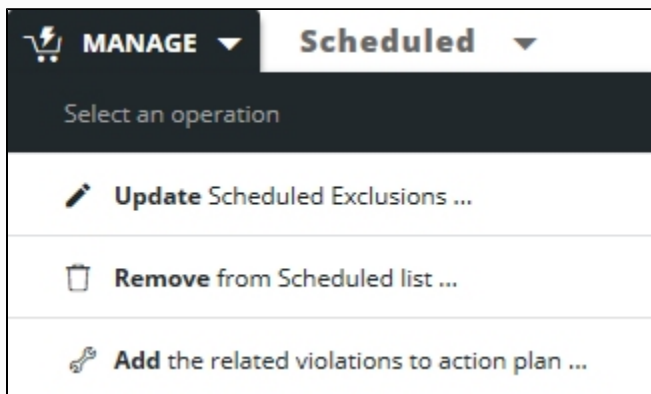 MANAGE Scheduled
Select an operation
Update Scheduled Exclusions ...
Remove from Scheduled list ...
Add the related violations to action plan ...